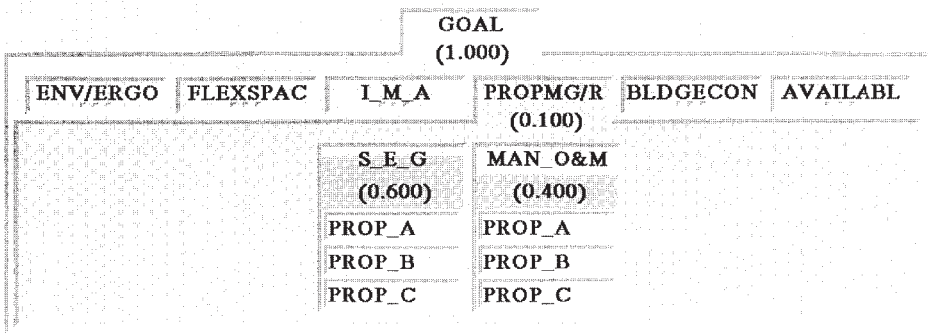 GOAL
(1.000)
ENV/ERGO FLEXSPAC I_M_A PROPMG/R BLDGECON AVAILABL
(0.100)
S_E_G MAN_O&M
(0.600) (0.400)
PROP_A PROP_A
PROP_B PROP_B
PROP_C PROP_C